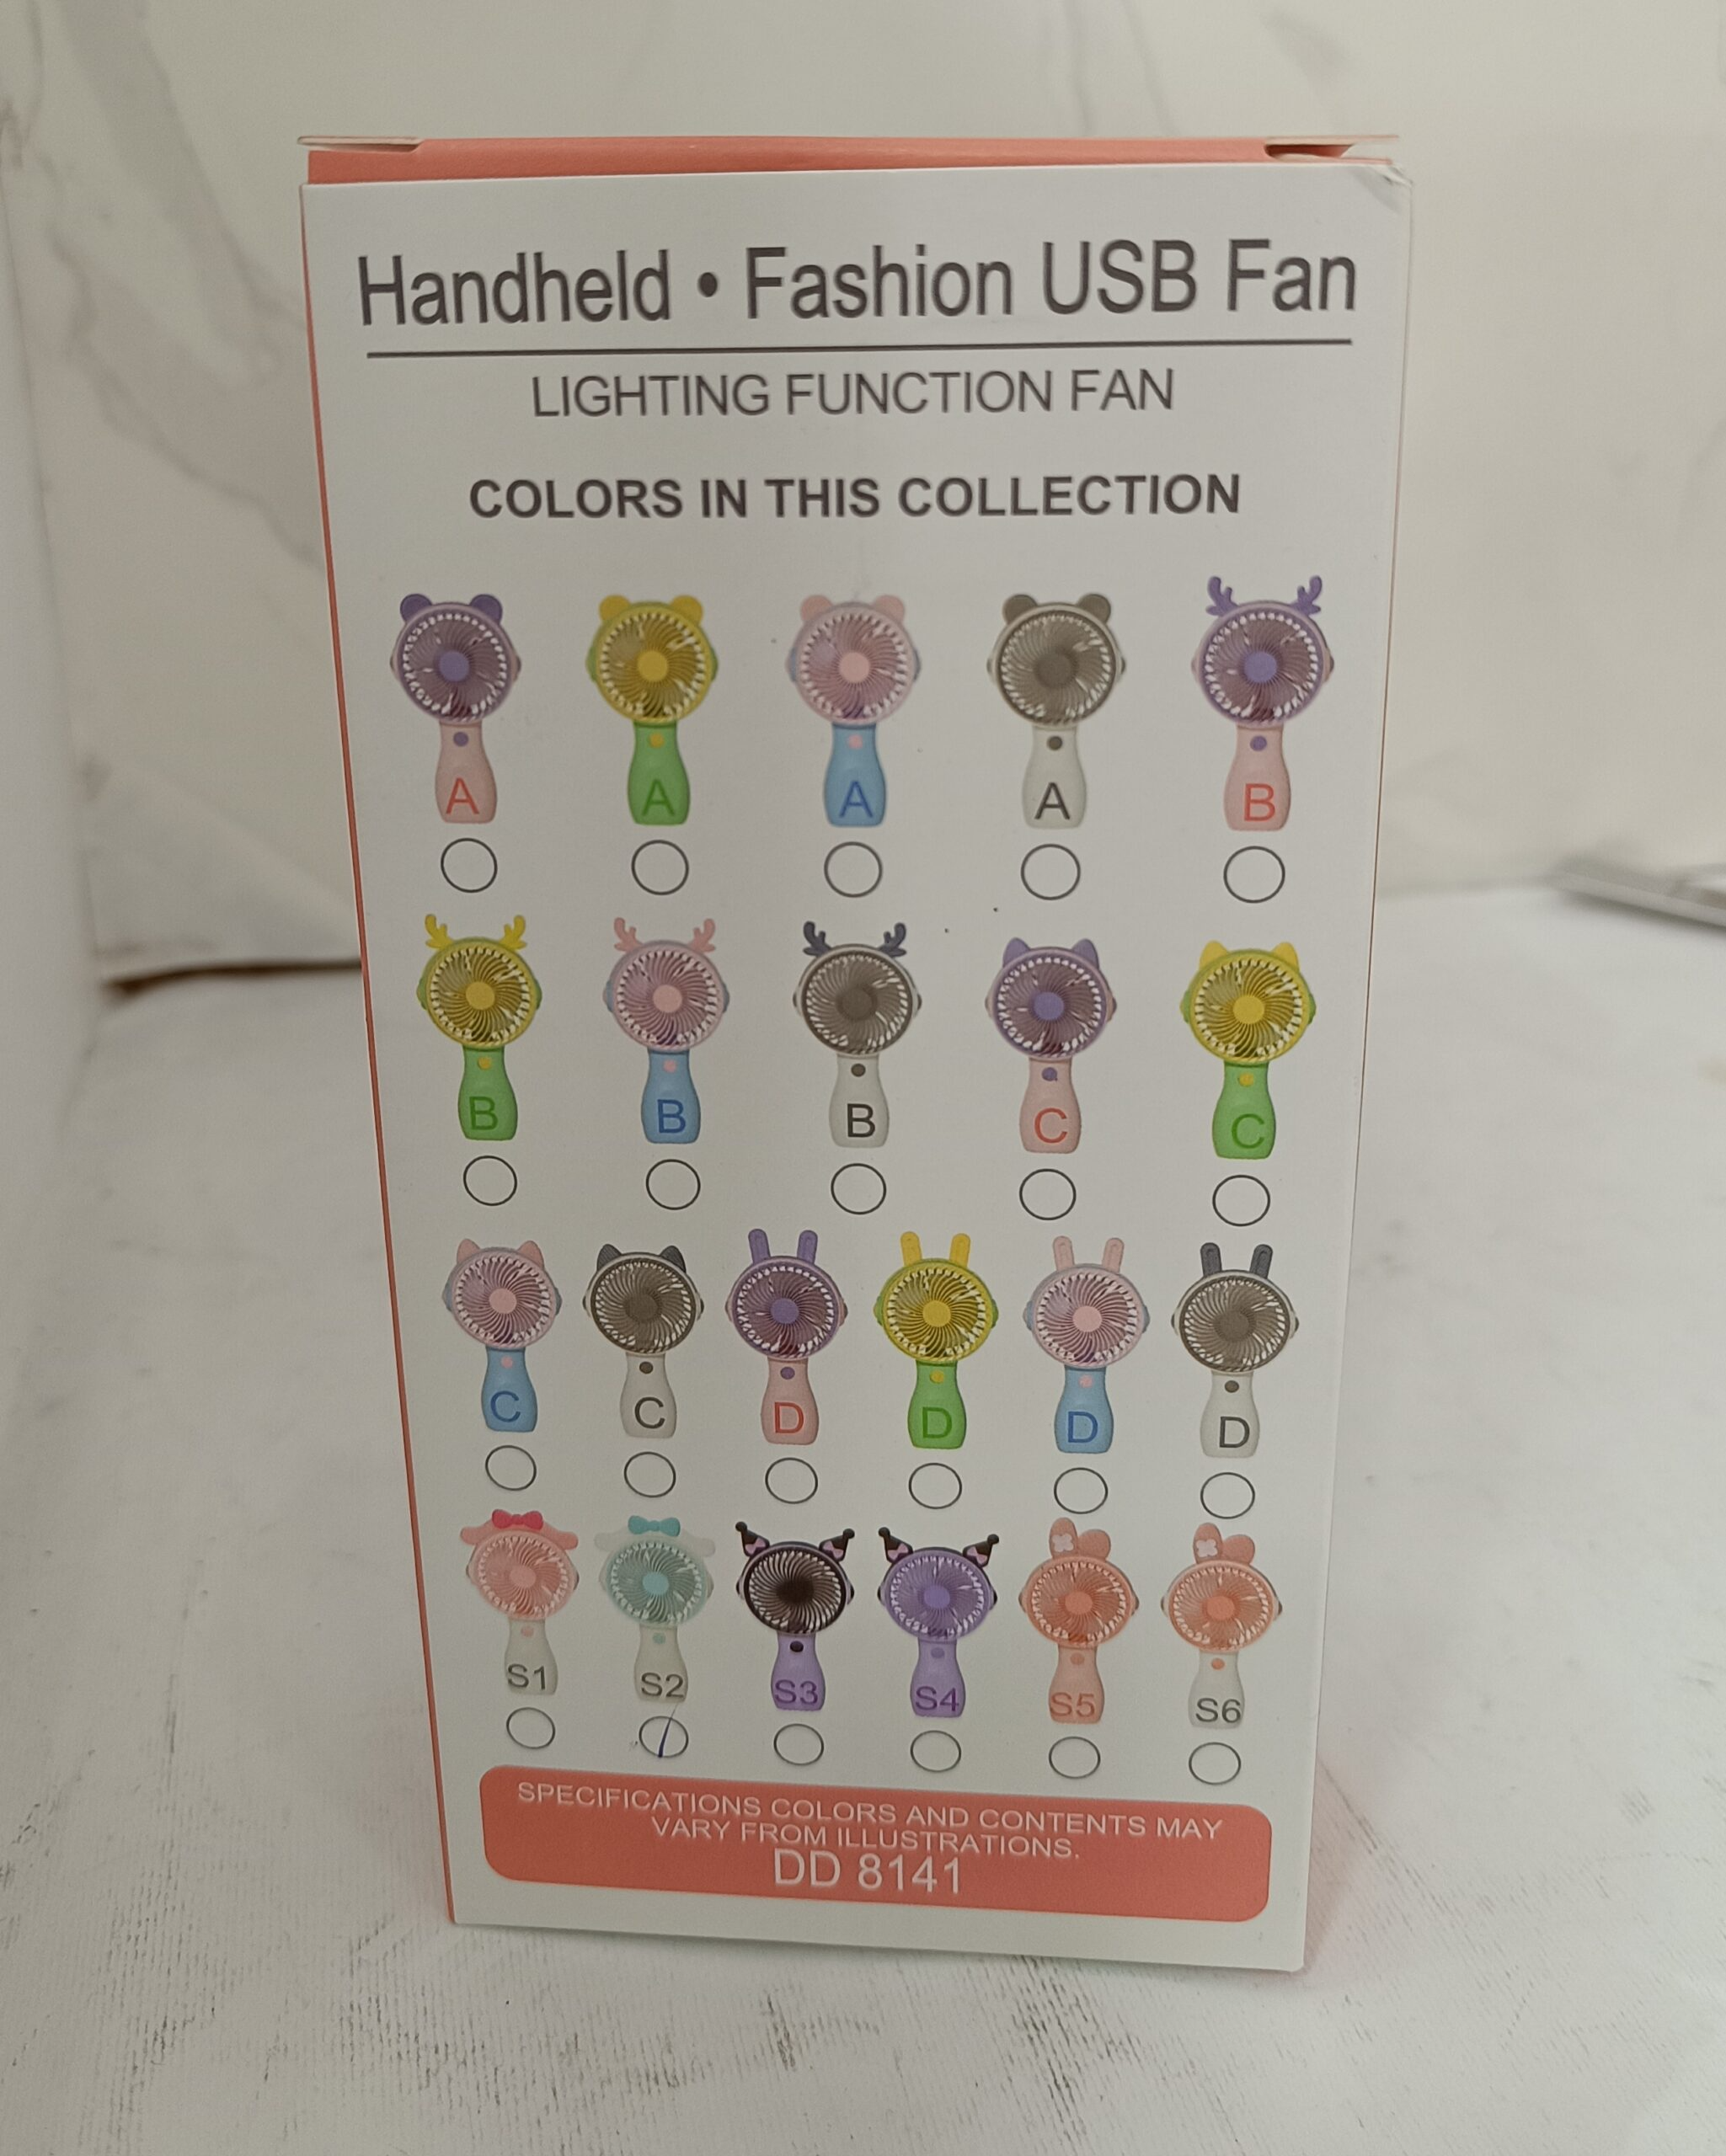 Handheld • Fashion USB Fan
LIGHTING FUNCTION FAN
COLORS IN THIS COLLECTION
A A A A B
B B B C C
C C D D D D
S1 S2 S3 S4 S5 S6
SPECIFICATIONS COLORS AND CONTENTS MAY
VARY FROM ILLUSTRATIONS.
DD 8141